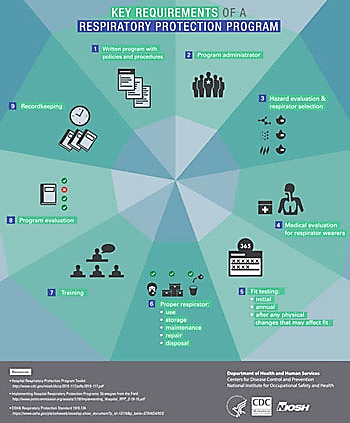 KEY REQUIREMENTS OF A
RESPIRATORY PROTECTION PROGRAM
1 Written program with
policies and procedures
2 Program administrator
3 Hazard evaluation &
respirator selection
4 Medical evaluation
for respirator wearers
365
5 Fit testing:
• initial
• annual
• after any physical
changes that may affect fit
6 Proper respirator:
• use
• storage
• maintenance
• repair
• disposal
7 Training
8 Program evaluation
9 Recordkeeping
Resources:
• Hospital Respiratory Protection Program Toolkit
• Implementing Hospital Respiratory Protection Programs: Strategies from the Field
• OSHA Respiratory Protection Standard 1910.134
Department of Health and Human Services
Centers for Disease Control and Prevention
National Institute for Occupational Safety and Health
CDC
NIOSH